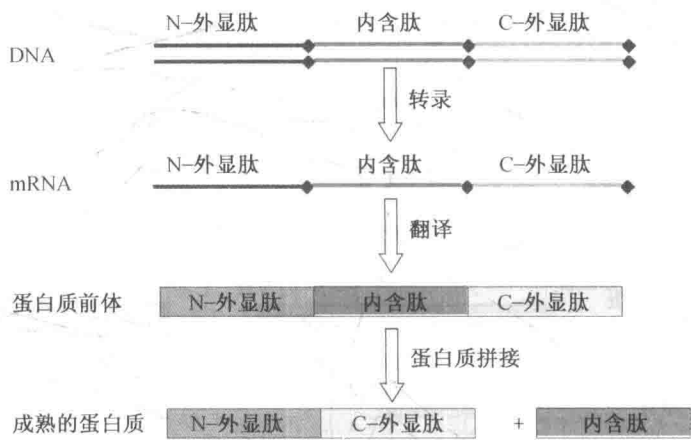 N–外显肽 内含肽 C–外显肽
DNA
转录
N–外显肽 内含肽 C–外显肽
mRNA
翻译
蛋白质前体 N–外显肽 内含肽 C–外显肽
蛋白质拼接
成熟的蛋白质 N–外显肽 C–外显肽 + 内含肽